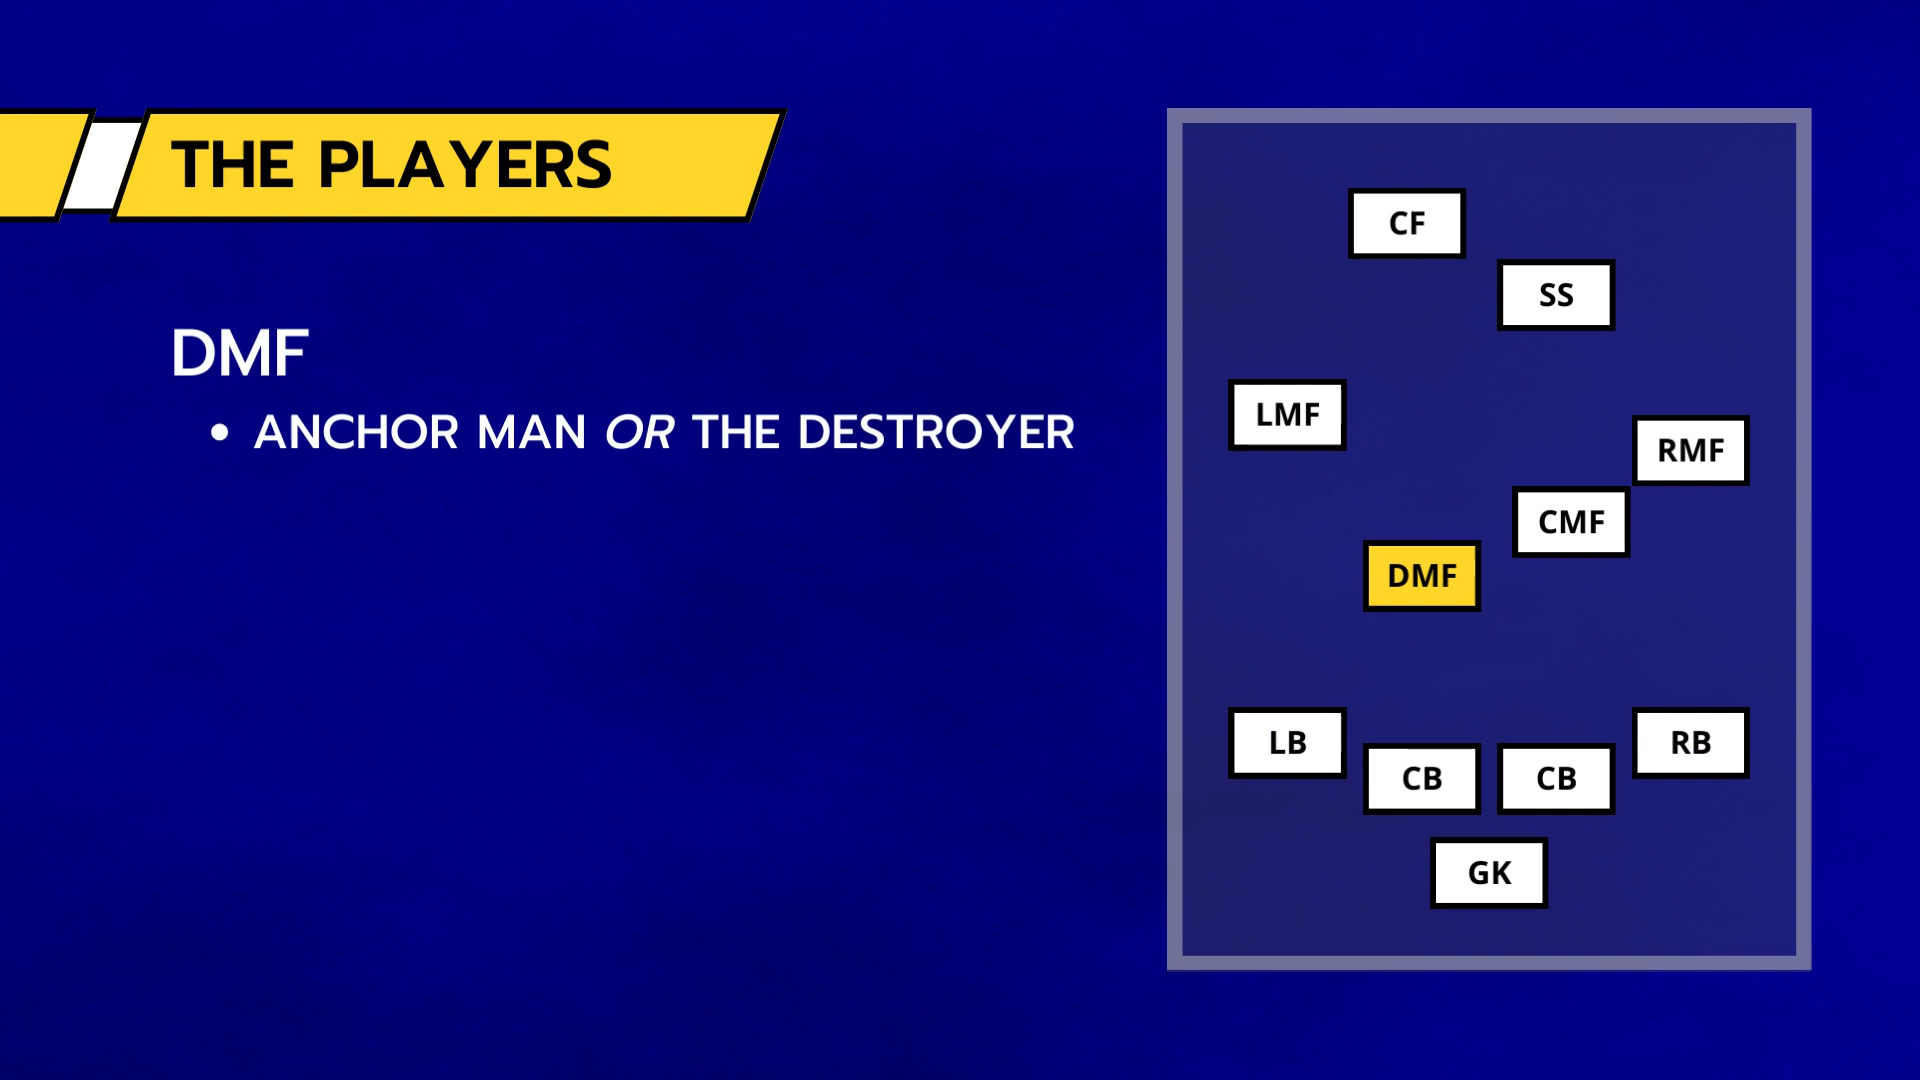 THE PLAYERS
DMF
• ANCHOR MAN OR THE DESTROYER
CF
SS
LMF
RMF
CMF
DMF
LB
RB
CB
CB
GK